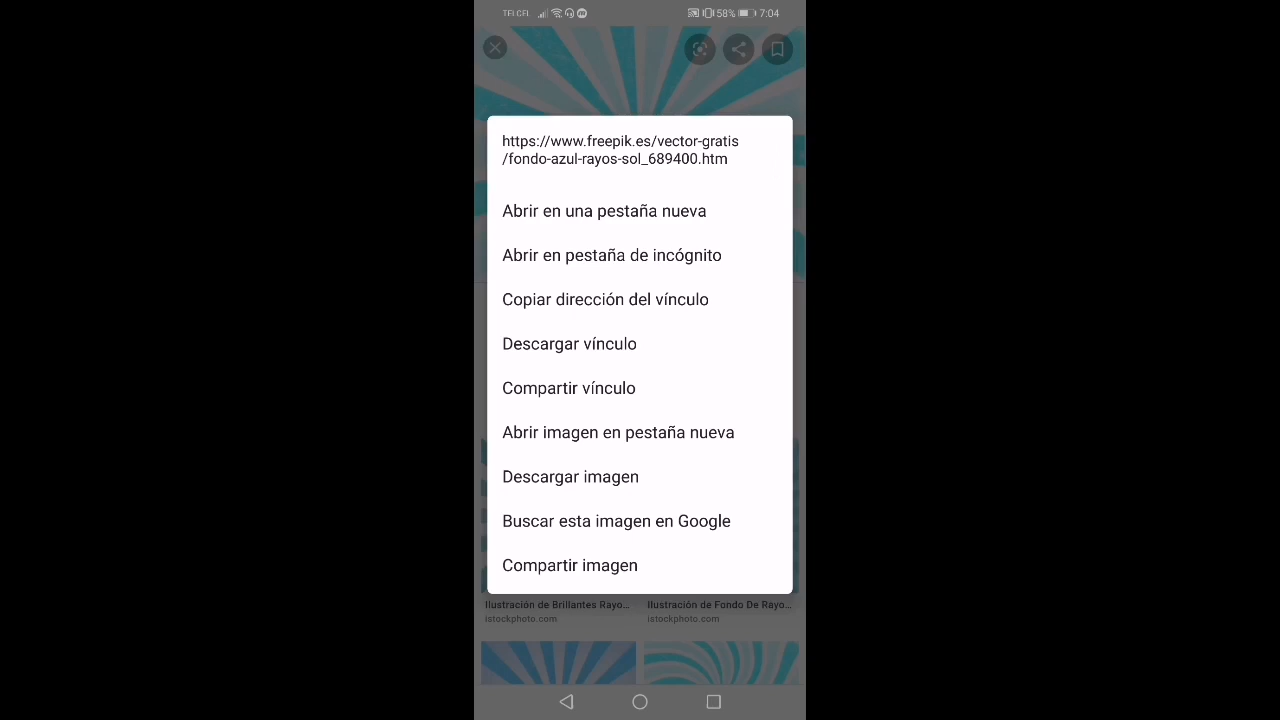 TELCEL 58% 7:04
https://www.freepik.es/vector-gratis
/fondo-azul-rayos-sol_689400.htm
Abrir en una pestaña nueva
Abrir en pestaña de incógnito
Copiar dirección del vínculo
Descargar vínculo
Compartir vínculo
Abrir imagen en pestaña nueva
Descargar imagen
Buscar esta imagen en Google
Compartir imagen
Ilustración de Brillantes Rayo... Ilustración de Fondo De Rayo...
istockphoto.com istockphoto.com